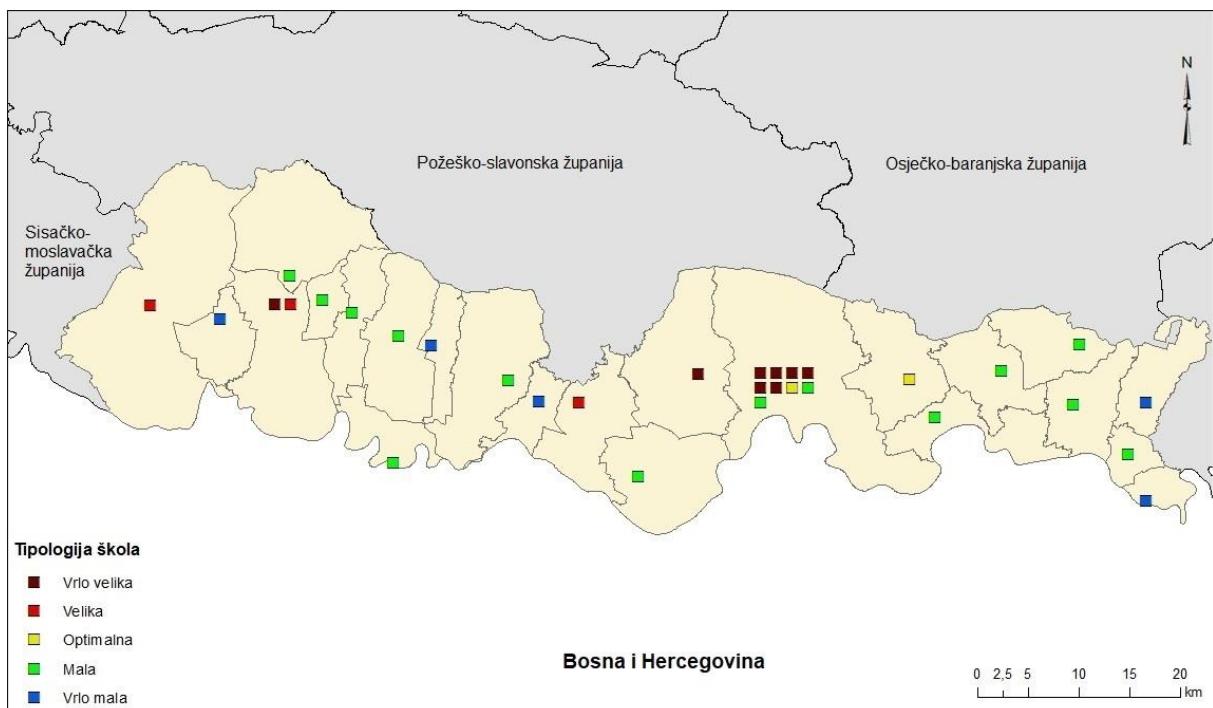 N
Požeško-slavonska županija
Osječko-baranjska županija
Sisačko-
moslavačka
županija
Tipologija škola
Vrlo velika
Velika
Optimalna
Mala
Vrlo mala
Bosna i Hercegovina
0 2,5 5 10 15 20
km